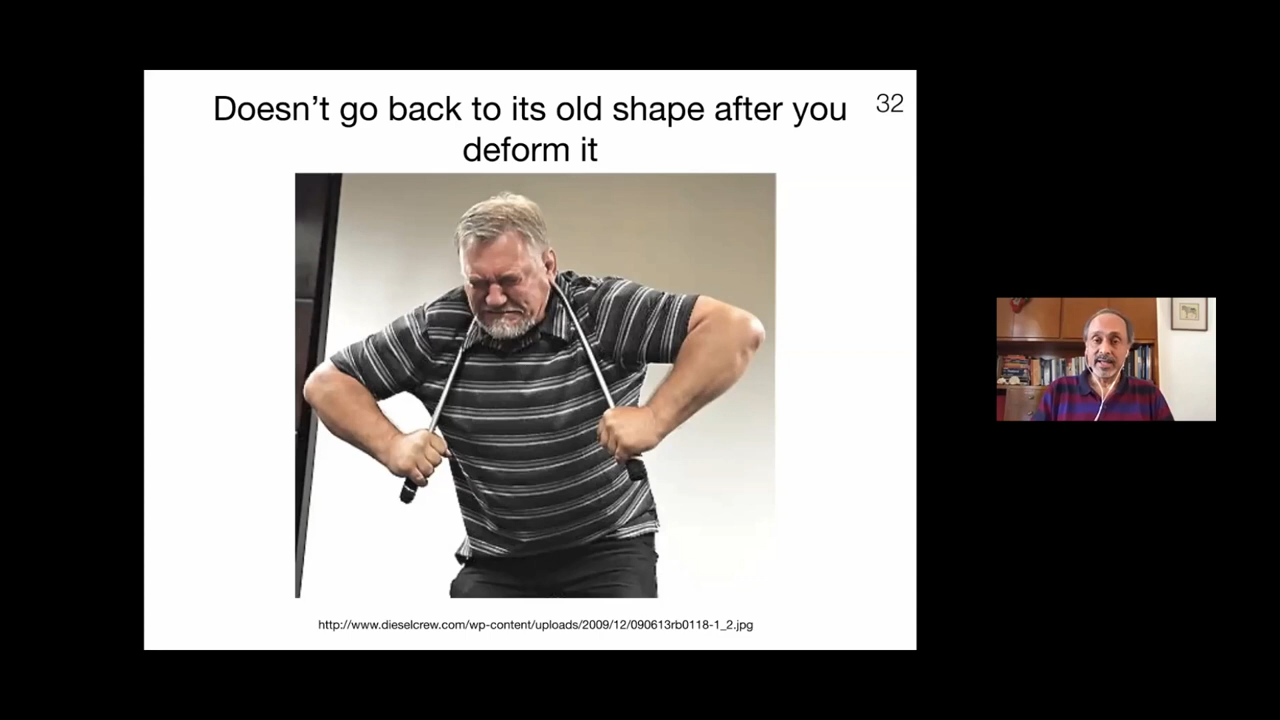 Doesn’t go back to its old shape after you
deform it
32
http://www.dieselcrew.com/wp-content/uploads/2009/12/090613rb0118-1_2.jpg